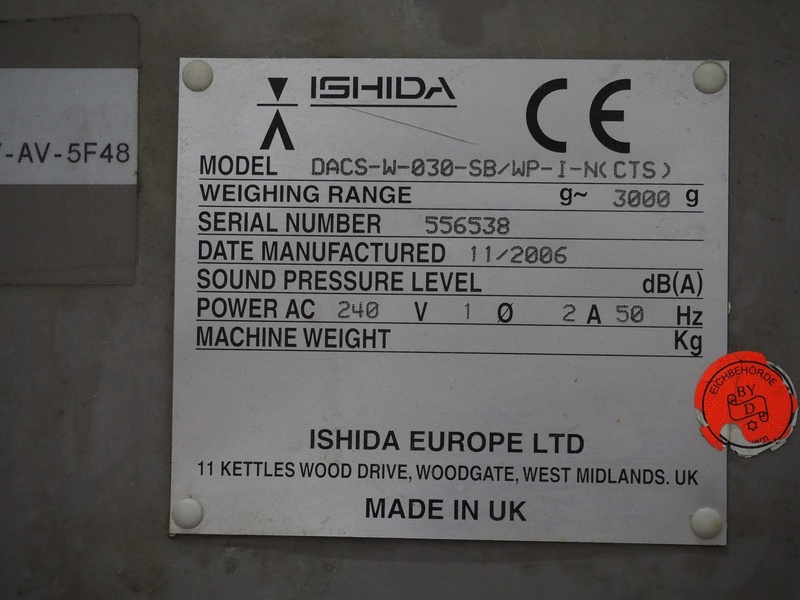 -AV-5F48
ISHIDA
CE
MODEL DACS-W-030-SB/WP-I-N(CTS)
WEIGHING RANGE g~ 3000 g
SERIAL NUMBER 556538
DATE MANUFACTURED 11/2006
SOUND PRESSURE LEVEL dB(A)
POWER AC 240 V 1 Ø 2 A 50 Hz
MACHINE WEIGHT Kg
EICHBEHÖRDE
BY
D
ISHIDA EUROPE LTD
11 KETTLES WOOD DRIVE, WOODGATE, WEST MIDLANDS. UK
MADE IN UK